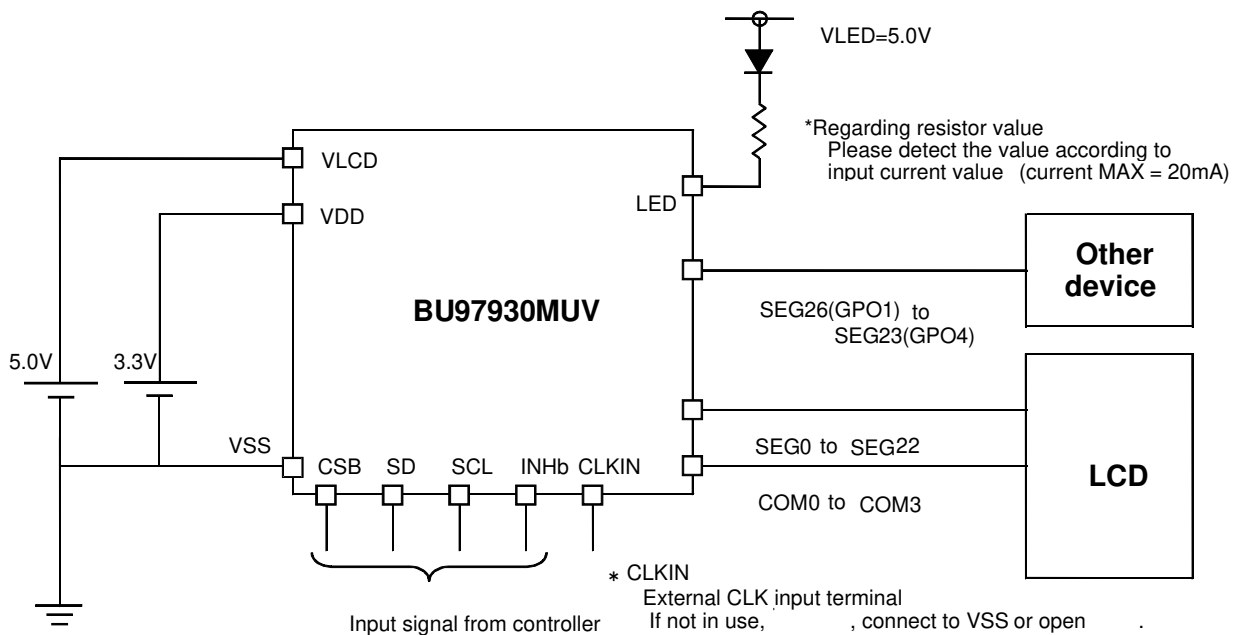 VLED=5.0V
*Regarding resistor value
Please detect the value according to
input current value (current MAX = 20mA)
VLCD
VDD
LED
BU97930MUV
Other
device
SEG26(GPO1) to
SEG23(GPO4)
5.0V
3.3V
VSS
CSB SD SCL INHb CLKIN
SEG0 to SEG22
COM0 to COM3
LCD
* CLKIN
External CLK input terminal
If not in use, , connect to VSS or open .
Input signal from controller